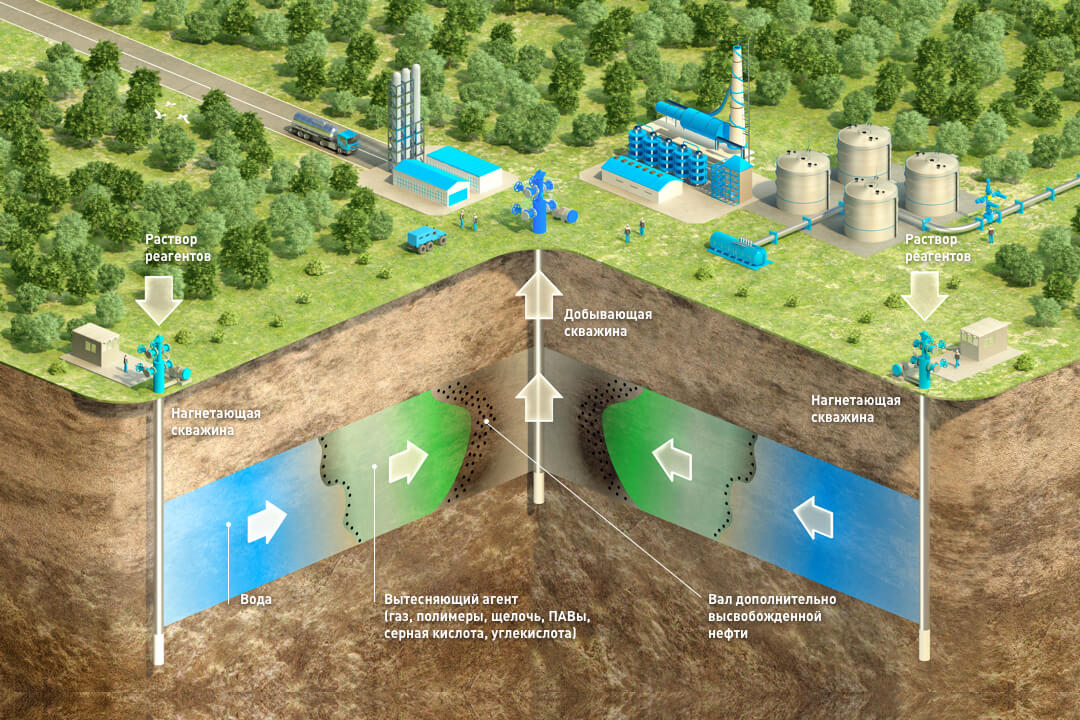 Раствор
реагентов
Раствор
реагентов
Добывающая
скважина
Нагнетающая
скважина
Нагнетающая
скважина
Вода
Вытесняющий агент
(газ, полимеры, щелочь, ПАВы,
серная кислота, углекислота)
Вал дополнительно
высвобожденной
нефти